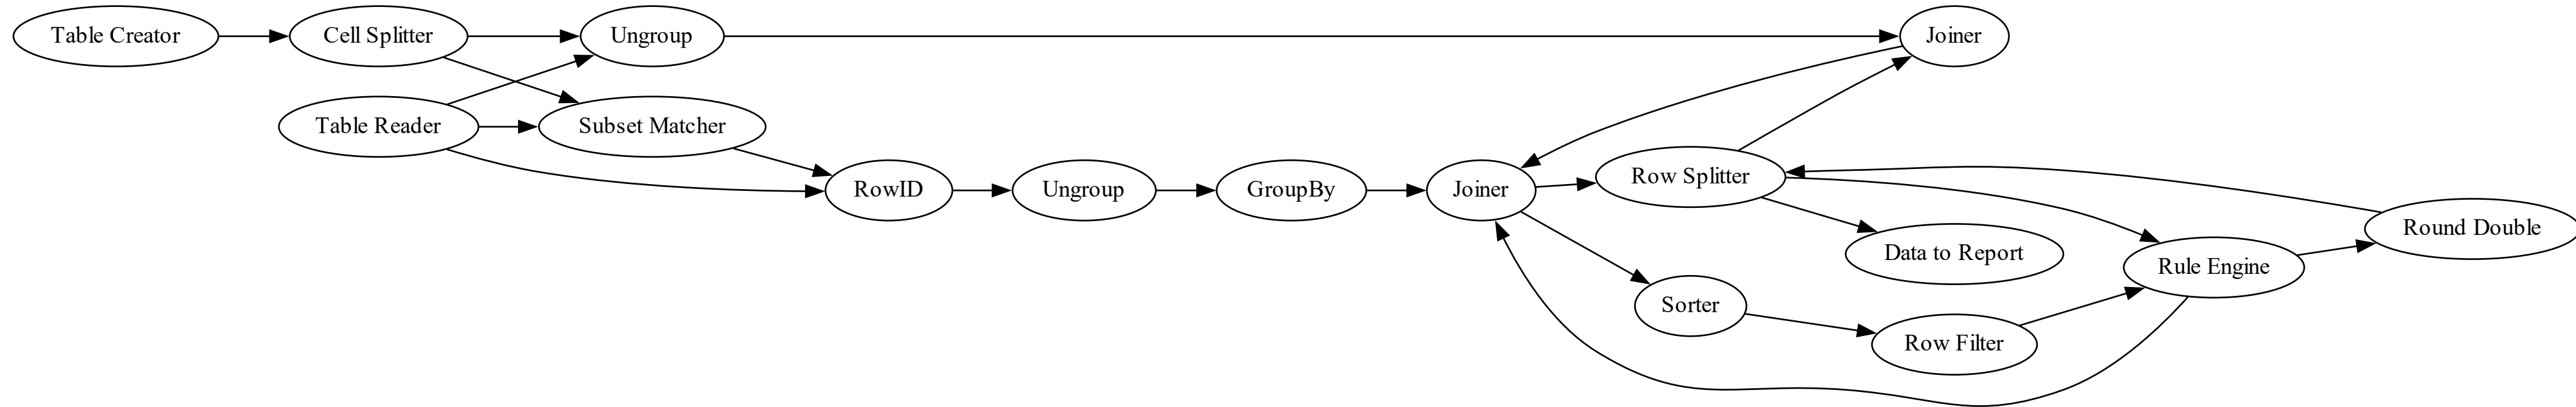 Table Creator
Cell Splitter
Ungroup
Joiner
Table Reader
Subset Matcher
RowID
Ungroup
GroupBy
Joiner
Row Splitter
Data to Report
Sorter
Row Filter
Rule Engine
Round Double